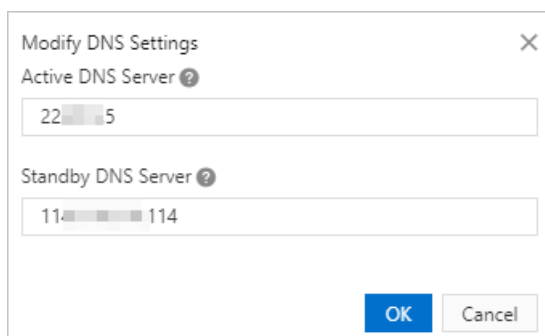 Modify DNS Settings
Active DNS Server
22 5
Standby DNS Server
11 114
OK
Cancel